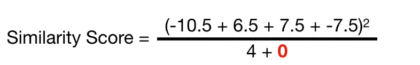 Similarity Score = (-10.5 + 6.5 + 7.5 + -7.5)²
4 + 0